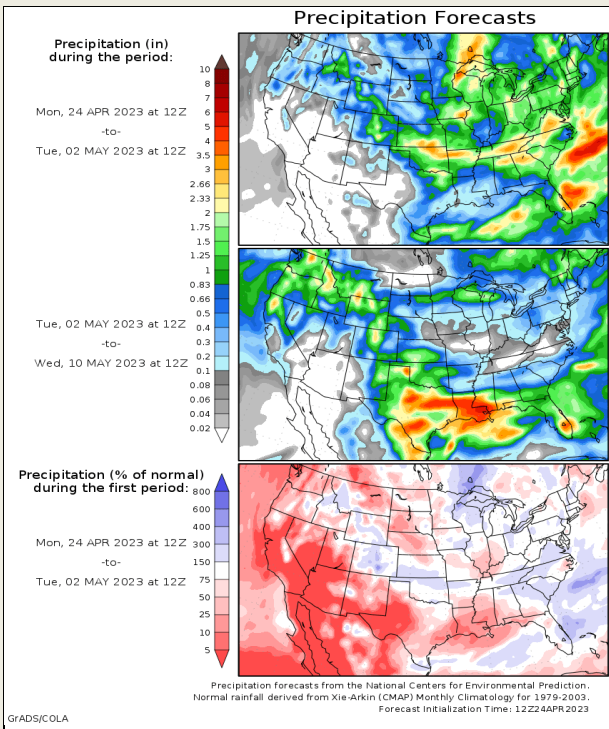 Precipitation Forecasts
Precipitation (in)
during the period:
Mon, 24 APR 2023 at 12Z
-to-
Tue, 02 MAY 2023 at 12Z
10
8
7
6
5
4
3.5
3
2.66
2.33
2
1.75
1.5
1.25
1
0.83
0.66
0.5
0.4
0.3
0.2
0.1
0.08
0.06
0.04
0.02
Tue, 02 MAY 2023 at 12Z
-to-
Wed, 10 MAY 2023 at 12Z
Precipitation (% of normal)
during the first period:
Mon, 24 APR 2023 at 12Z
-to-
Tue, 02 MAY 2023 at 12Z
800
600
400
300
150
75
50
25
10
5
Precipitation forecasts from the National Centers for Environmental Prediction.
Normal rainfall derived from Xie-Arkin (CMAP) Monthly Climatology for 1979-2003.
Forecast Initialization Time: 12Z24APR2023
GrADS/COLA